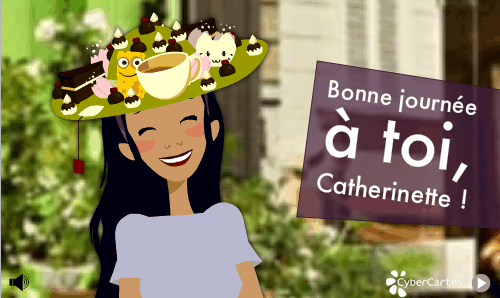 Bonne journée
à toi,
Catherinette !
CyberCartes